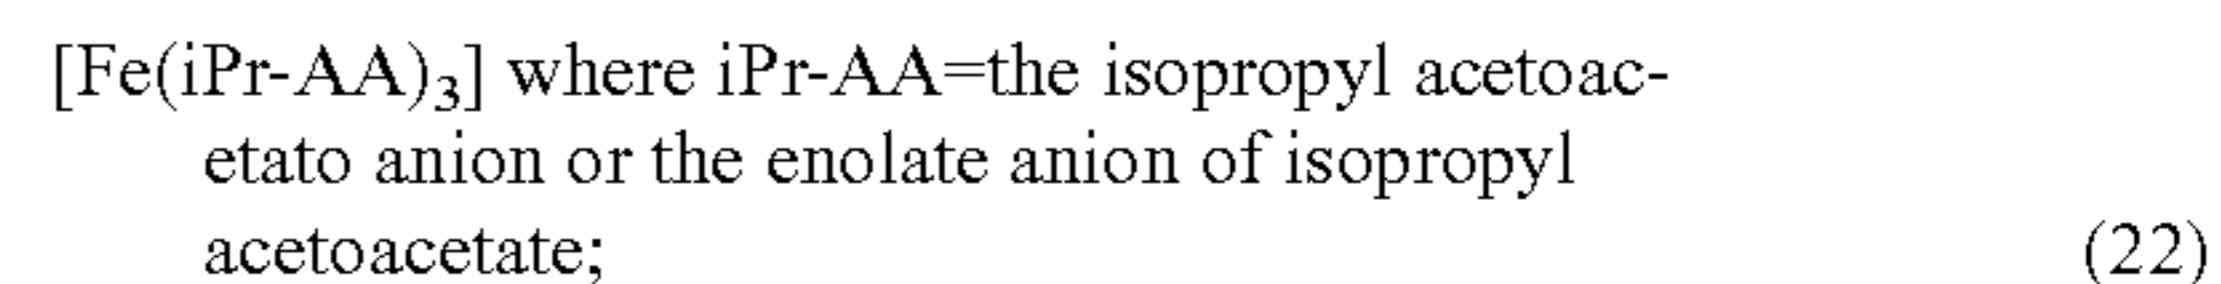 [Fe(iPr-AA)₃] where iPr-AA=the isopropyl acetoac-
etato anion or the enolate anion of isopropyl
acetoacetate; (22)